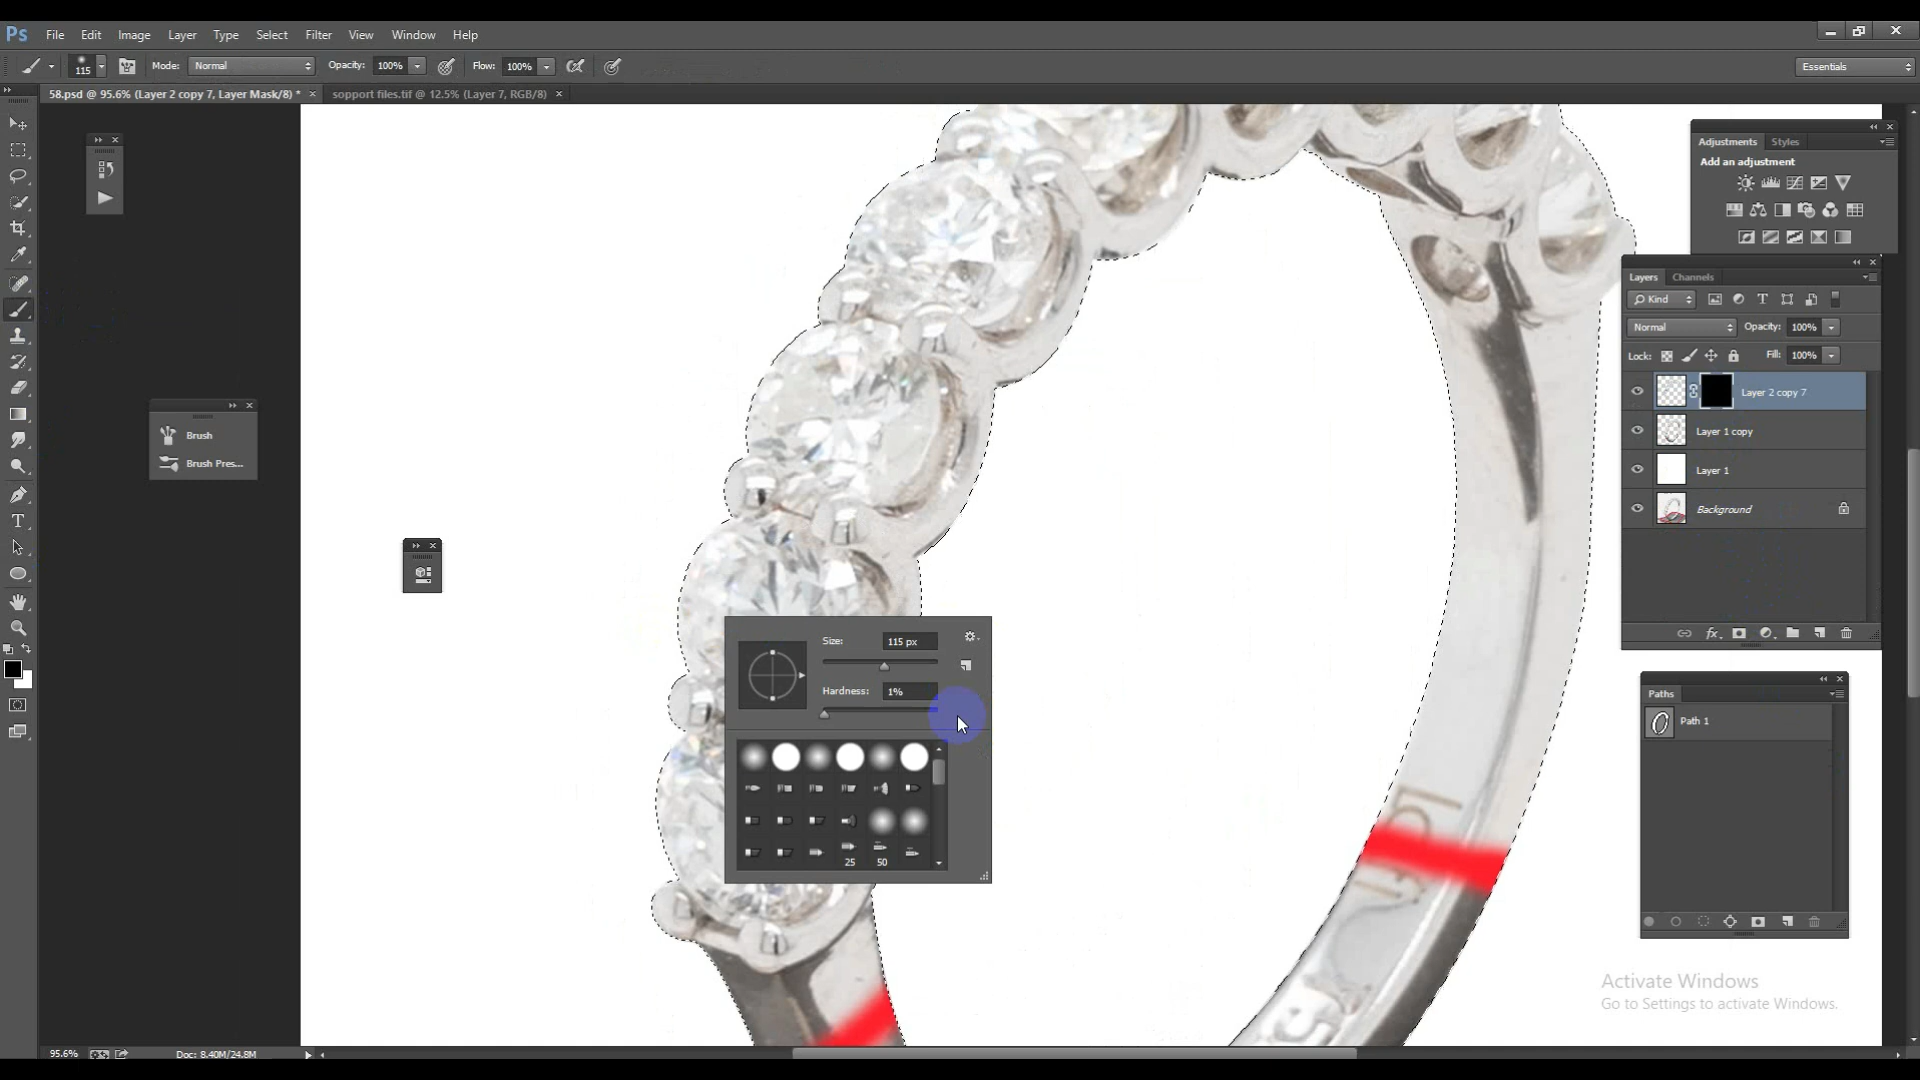 Ps File Edit Image Layer Type Select Filter View Window Help
115 Mode: Normal Opacity: 100% Flow: 100% Essentials
58.psd @ 95.6% (Layer 2 copy 7, Layer Mask/8) * × sopport files.tif @ 12.5% (Layer 7, RGB/8) ×
Adjustments Styles
Add an adjustment
Layers Channels
Kind
Normal Opacity: 100%
Lock: Fill: 100%
Layer 2 copy 7
Layer 1 copy
Layer 1
Background
Brush
Brush Pres...
Size: 115 px
Hardness: 1%
25 50
Paths
Path 1
Activate Windows
Go to Settings to activate Windows.
95.6% Doc: 8.40M/24.8M